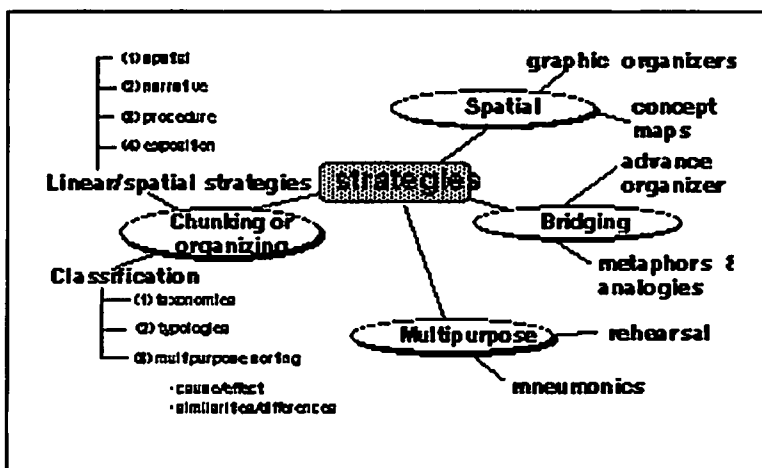 (1) spatial
(2) narrative
(3) procedure
(4) exposition
Linear/spatial strategies
Chunking or
organizing
Classification
(1) taxonomies
(2) typologies
(3) multipurpose sorting
· cause/effect
· similarities/differences
strategies
Spatial
graphic organizers
concept
maps
Bridging
advance
organizer
metaphors &
analogies
Multipurpose
rehearsal
mneumonics